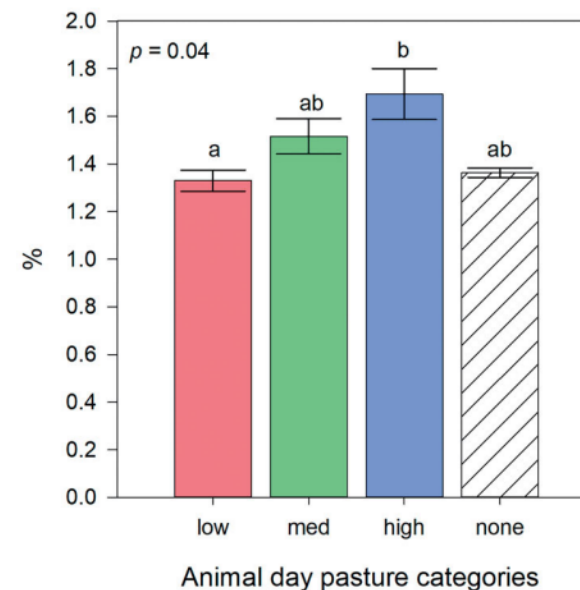 2.0
p = 0.04
1.8
b
1.6
ab
1.4
a
ab
1.2
%
1.0
0.8
0.6
0.4
0.2
0.0
low med high none
Animal day pasture categories